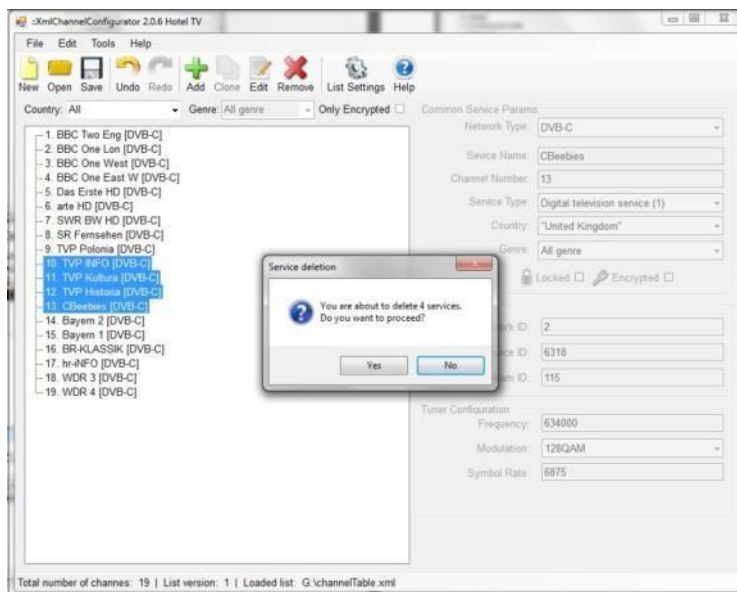 :XmlChannelConfigurator 2.0.6 Hotel TV
File Edit Tools Help
New Open Save Undo Redo Add Clone Edit Remove List Settings Help
Country: All Genre: All genre Only Encrypted
1. BBC Two Eng [DVB-C]
2. BBC One Lon [DVB-C]
3. BBC One West [DVB-C]
4. BBC One East W [DVB-C]
5. Das Erste HD [DVB-C]
6. arte HD [DVB-C]
7. SWR BW HD [DVB-C]
8. SR Fernsehen [DVB-C]
9. TVP Polonia [DVB-C]
10. TVP INFO [DVB-C]
11. TVP Kultura [DVB-C]
12. TVP Historia [DVB-C]
13. CBeebies [DVB-C]
14. Bayern 2 [DVB-C]
15. Bayern 1 [DVB-C]
16. BR-KLASSIK [DVB-C]
17. hr-iNFO [DVB-C]
18. WDR 3 [DVB-C]
19. WDR 4 [DVB-C]
Service deletion
You are about to delete 4 services.
Do you want to proceed?
Yes No
Common Service Params
Network Type: DVB-C
Sevice Name: CBeebies
Channel Number: 13
Service Type: Digital television service (1)
Country: "United Kingdom"
Genre: All genre
Locked Encrypted
ID: 2
ID: 6318
ID: 115
Tuner Configuration
Frequency: 634000
Modulation: 128QAM
Symbol Rate: 6875
Total number of channes: 19 | List version: 1 | Loaded list: G:\channelTable.xml